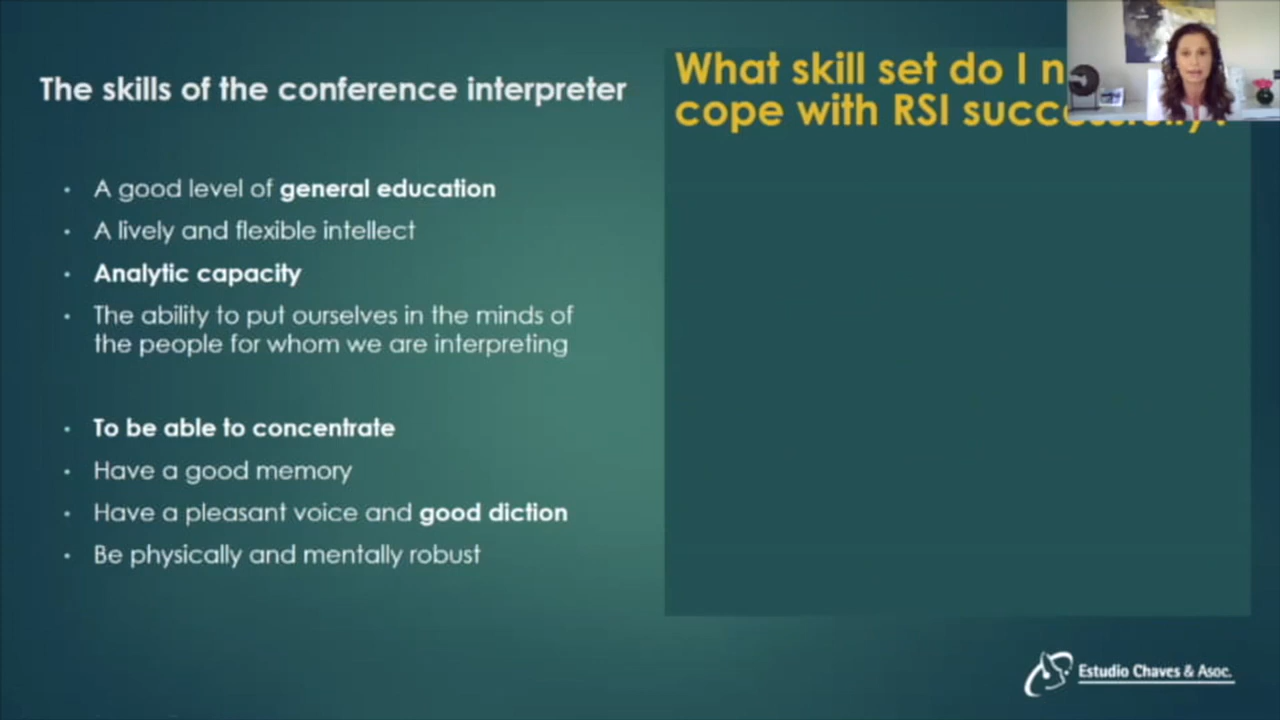 The skills of the conference interpreter
• A good level of general education
• A lively and flexible intellect
• Analytic capacity
• The ability to put ourselves in the minds of
the people for whom we are interpreting
• To be able to concentrate
• Have a good memory
• Have a pleasant voice and good diction
• Be physically and mentally robust
What skill set do I
cope with RSI
Estudio Chaves & Asoc.